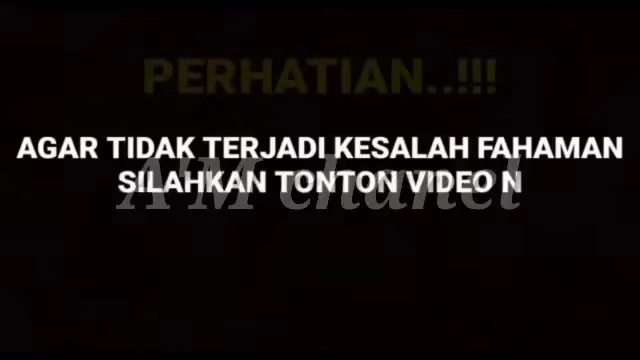 PERHATIAN..!!!
AGAR TIDAK TERJADI KESALAH FAHAMAN
SILAHKAN TONTON VIDEO N
A'M chanel